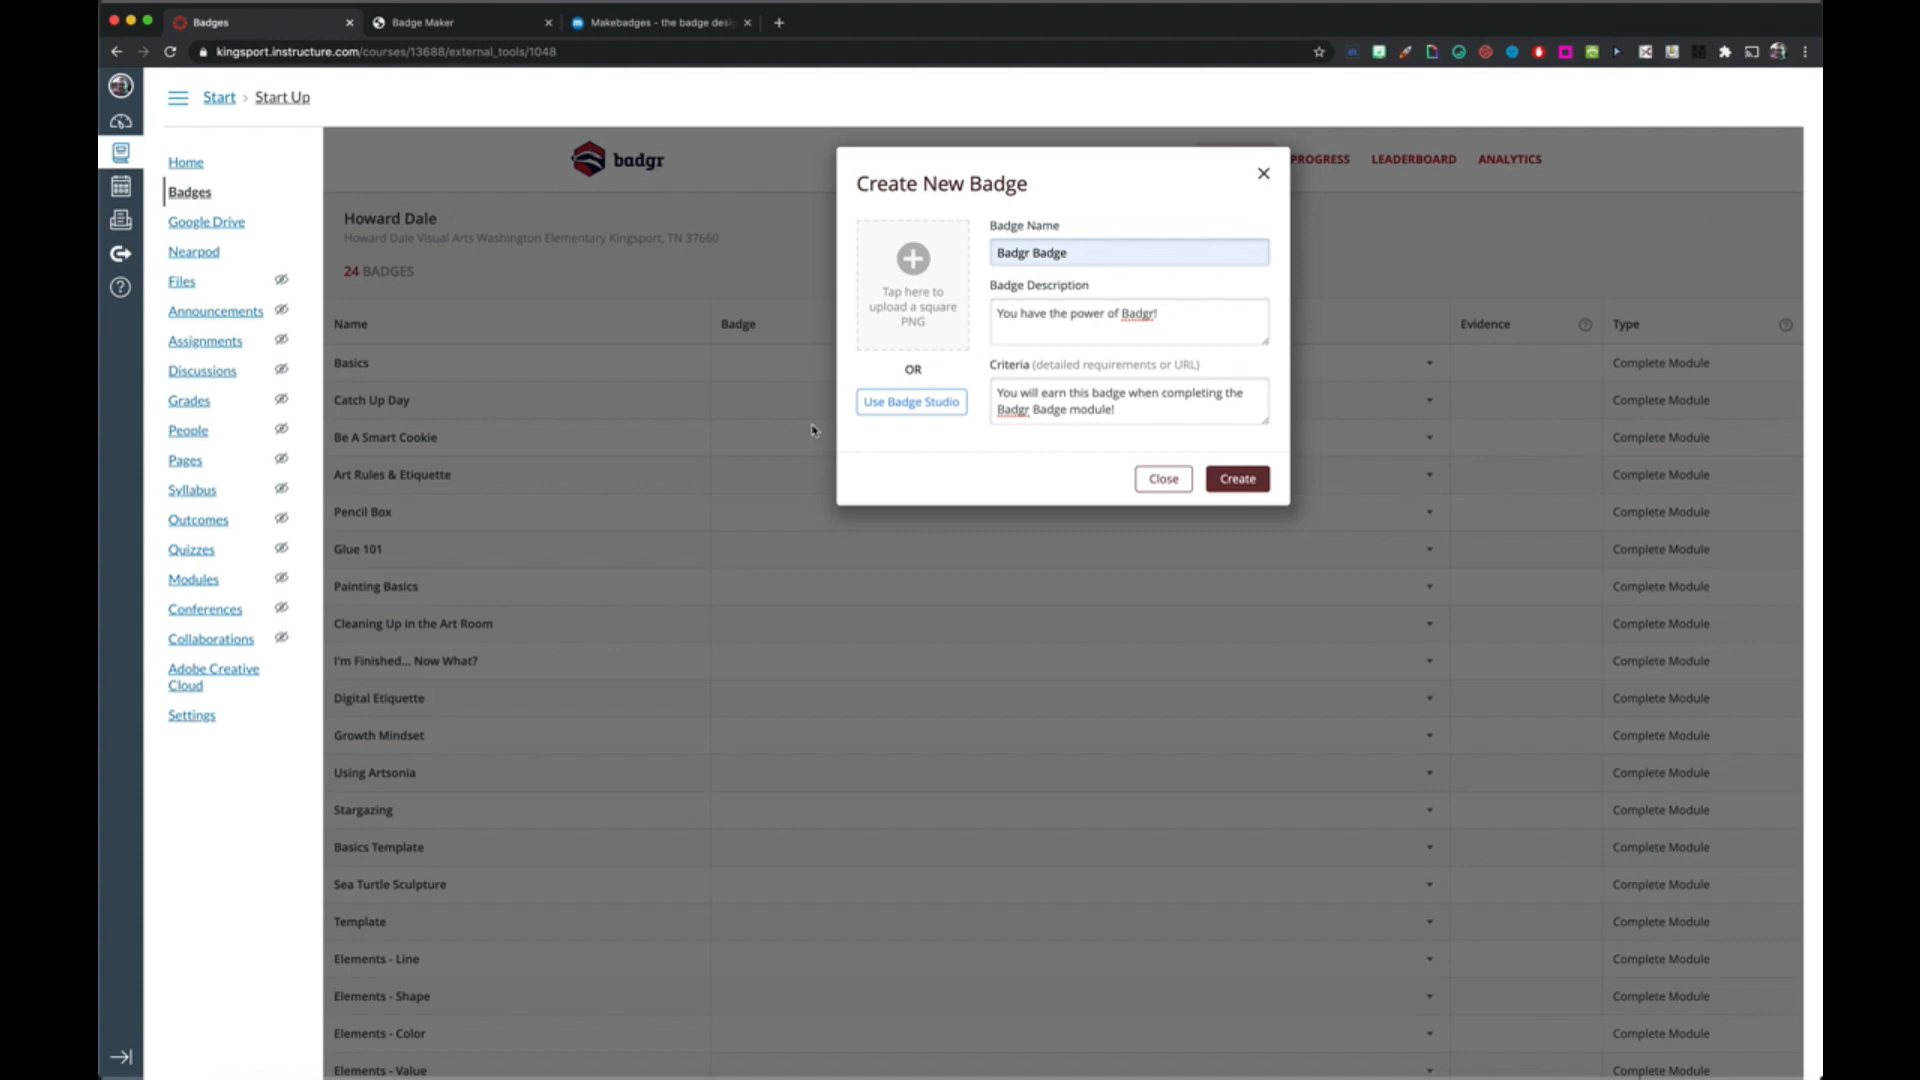 Badges
Badge Maker
Makebadges - the badge desi
kingsport.instructure.com/courses/13688/external_tools/1048
Start › Start Up
Home
Badges
Google Drive
Nearpod
Files
Announcements
Assignments
Discussions
Grades
People
Pages
Syllabus
Outcomes
Quizzes
Modules
Conferences
Collaborations
Adobe Creative
Cloud
Settings
badgr
PROGRESS LEADERBOARD ANALYTICS
Howard Dale
Howard Dale Visual Arts Washington Elementary Kingsport, TN 37660
24 BADGES
Create New Badge
Tap here to
upload a square
PNG
OR
Use Badge Studio
Badge Name
Badgr Badge
Badge Description
You have the power of Badgr!
Criteria (detailed requirements or URL)
You will earn this badge when completing the
Badgr Badge module!
Close Create
Name Badge Evidence Type
Basics Complete Module
Catch Up Day Complete Module
Be A Smart Cookie Complete Module
Art Rules & Etiquette Complete Module
Pencil Box Complete Module
Glue 101 Complete Module
Painting Basics Complete Module
Cleaning Up in the Art Room Complete Module
I'm Finished... Now What? Complete Module
Digital Etiquette Complete Module
Growth Mindset Complete Module
Using Artsonia Complete Module
Stargazing Complete Module
Basics Template Complete Module
Sea Turtle Sculpture Complete Module
Template Complete Module
Elements - Line Complete Module
Elements - Shape Complete Module
Elements - Color Complete Module
Elements - Value Complete Module